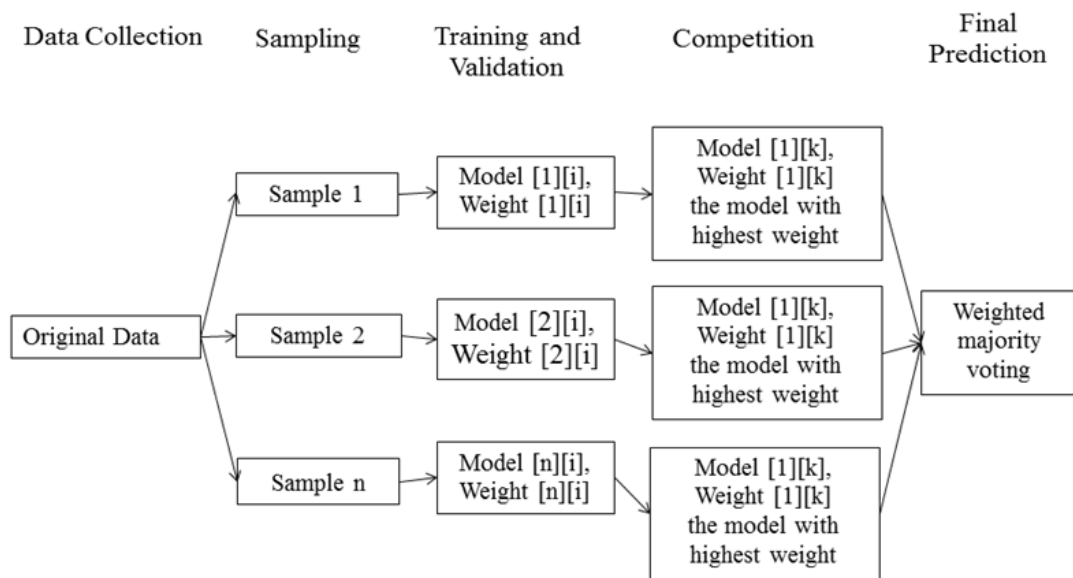 Data Collection
Sampling
Training and
Validation
Competition
Final
Prediction
Original Data
Sample 1
Model [1][i],
Weight [1][i]
Model [1][k],
Weight [1][k]
the model with
highest weight
Sample 2
Model [2][i],
Weight [2][i]
Model [1][k],
Weight [1][k]
the model with
highest weight
Sample n
Model [n][i],
Weight [n][i]
Model [1][k],
Weight [1][k]
the model with
highest weight
Weighted
majority
voting